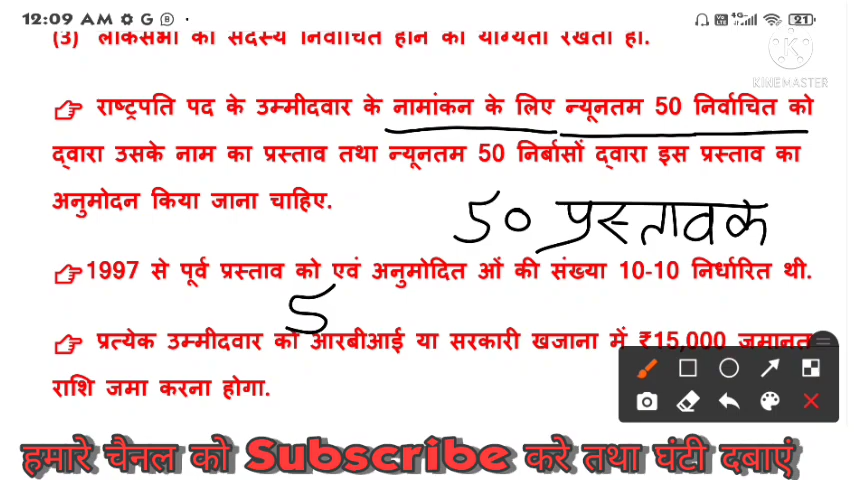 12:09 AM G 4G 21
(3) लोकसभा का सदस्य निर्वाचित होने की योग्यता रखता हो.
KINEMASTER
राष्ट्रपति पद के उम्मीदवार के नामांकन के लिए न्यूनतम 50 निर्वाचित को
द्वारा उसके नाम का प्रस्ताव तथा न्यूनतम 50 निर्बासों द्वारा इस प्रस्ताव का
अनुमोदन किया जाना चाहिए.
50 प्रस्तावक
1997 से पूर्व प्रस्ताव को एवं अनुमोदित ओं की संख्या 10-10 निर्धारित थी.
5
प्रत्येक उम्मीदवार को आरबीआई या सरकारी खजाना में ₹15,000 जमानत
राशि जमा करना होगा.
हमारे चैनल को Subscribe करे तथा घंटी दबाएं